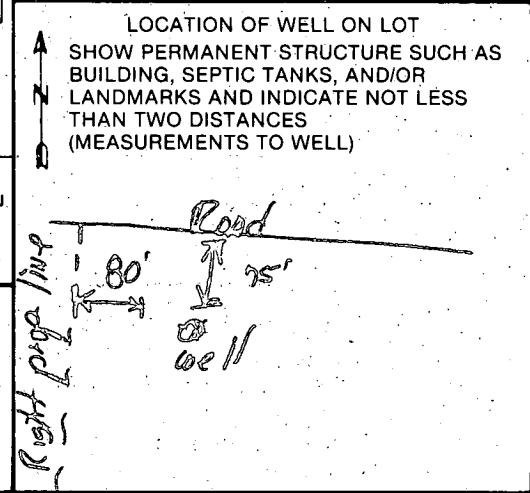 LOCATION OF WELL ON LOT
SHOW PERMANENT STRUCTURE SUCH AS
BUILDING, SEPTIC TANKS, AND/OR
LANDMARKS AND INDICATE NOT LESS
THAN TWO DISTANCES
(MEASUREMENTS TO WELL)
N
Road
80'
75'
well
Right prop line